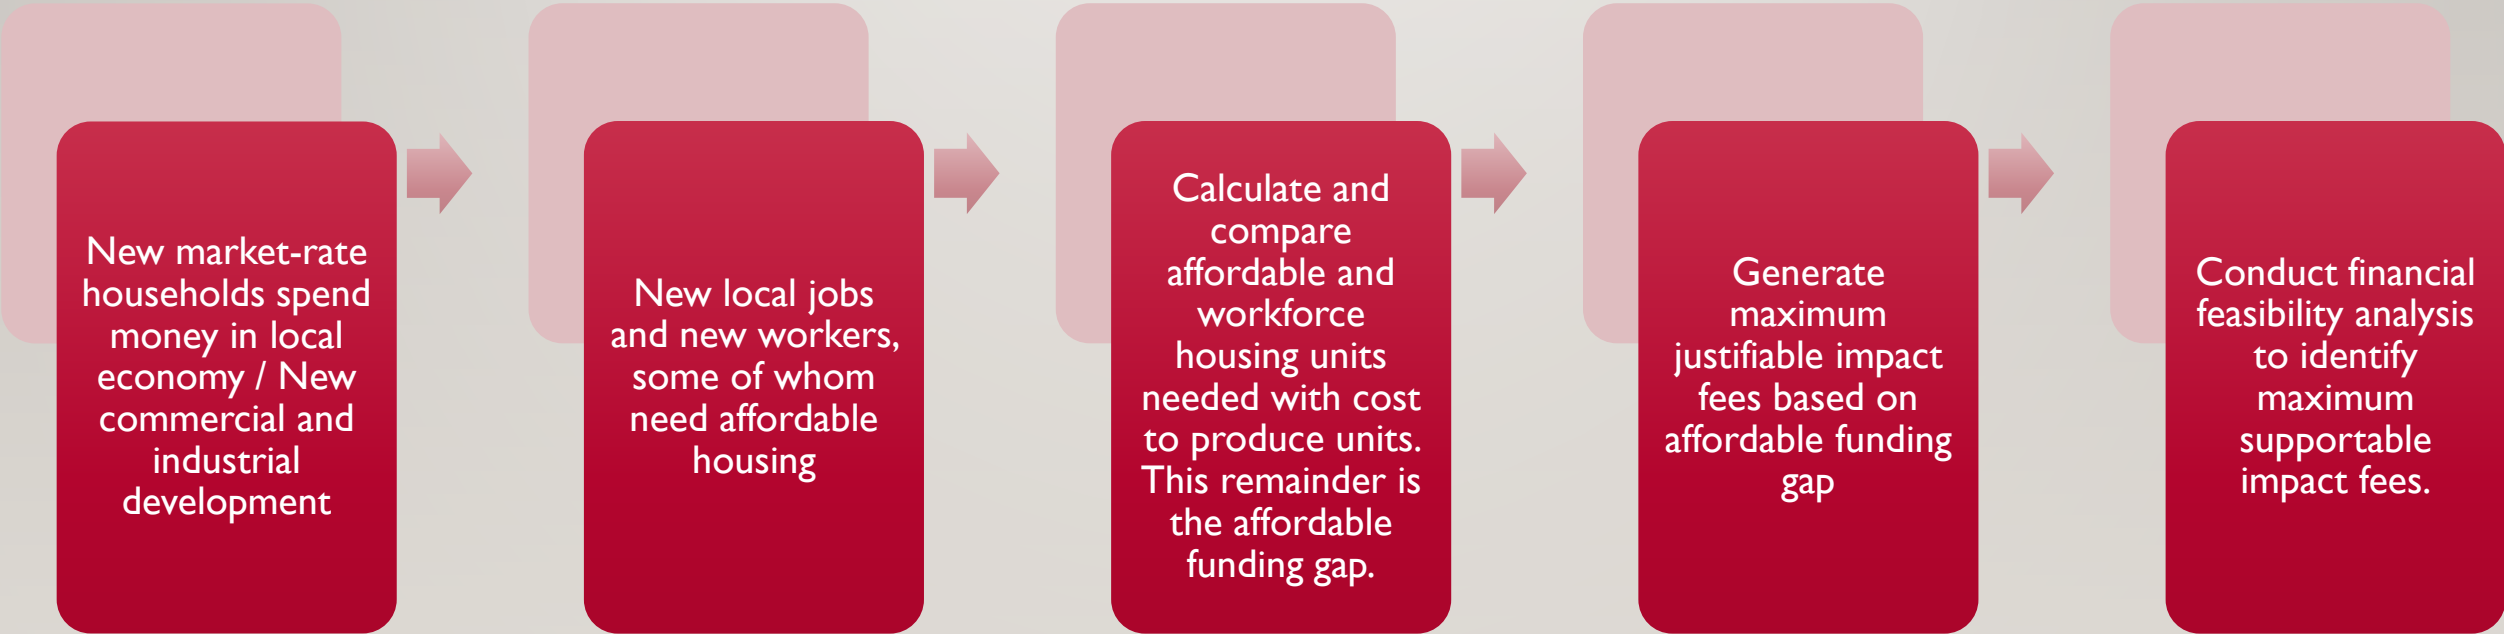 New market-rate
households spend
money in local
economy / New
commercial and
industrial
development
New local jobs
and new workers,
some of whom
need affordable
housing
Calculate and
compare
affordable and
workforce
housing units
needed with cost
to produce units.
This remainder is
the affordable
funding gap.
Generate
maximum
justifiable impact
fees based on
affordable funding
gap
Conduct financial
feasibility analysis
to identify
maximum
supportable
impact fees.